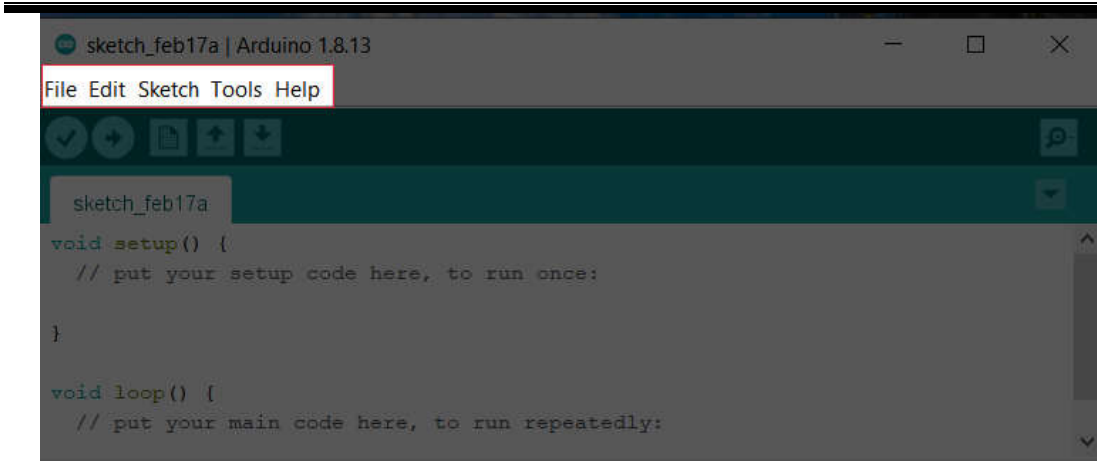 sketch_feb17a | Arduino 1.8.13
File Edit Sketch Tools Help
sketch_feb17a
void setup() {
// put your setup code here, to run once:
}
void loop() {
// put your main code here, to run repeatedly: